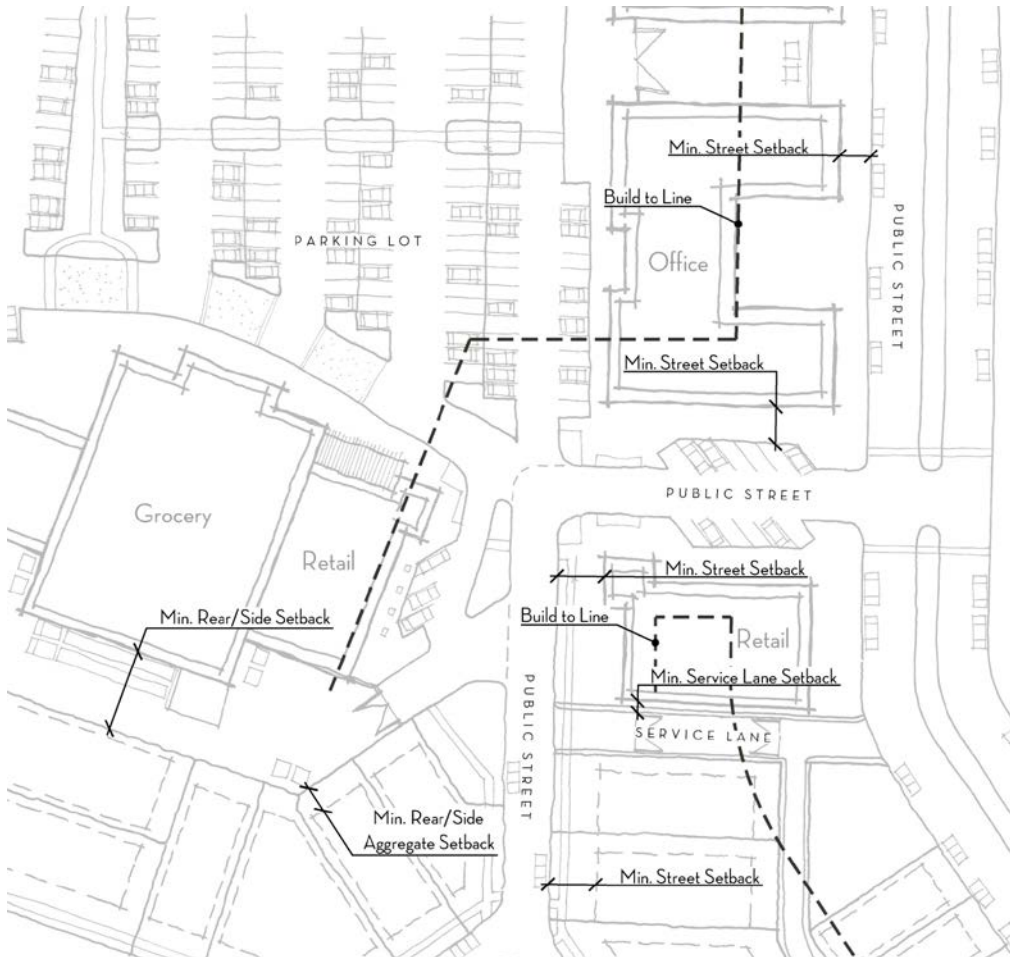 Min. Street Setback
Build to Line
PUBLIC STREET
PARKING LOT
Office
Min. Street Setback
PUBLIC STREET
Grocery
Retail
Min. Street Setback
Min. Rear/Side Setback
Build to Line
Retail
Min. Service Lane Setback
SERVICE LANE
PUBLIC STREET
Min. Rear/Side
Aggregate Setback
Min. Street Setback